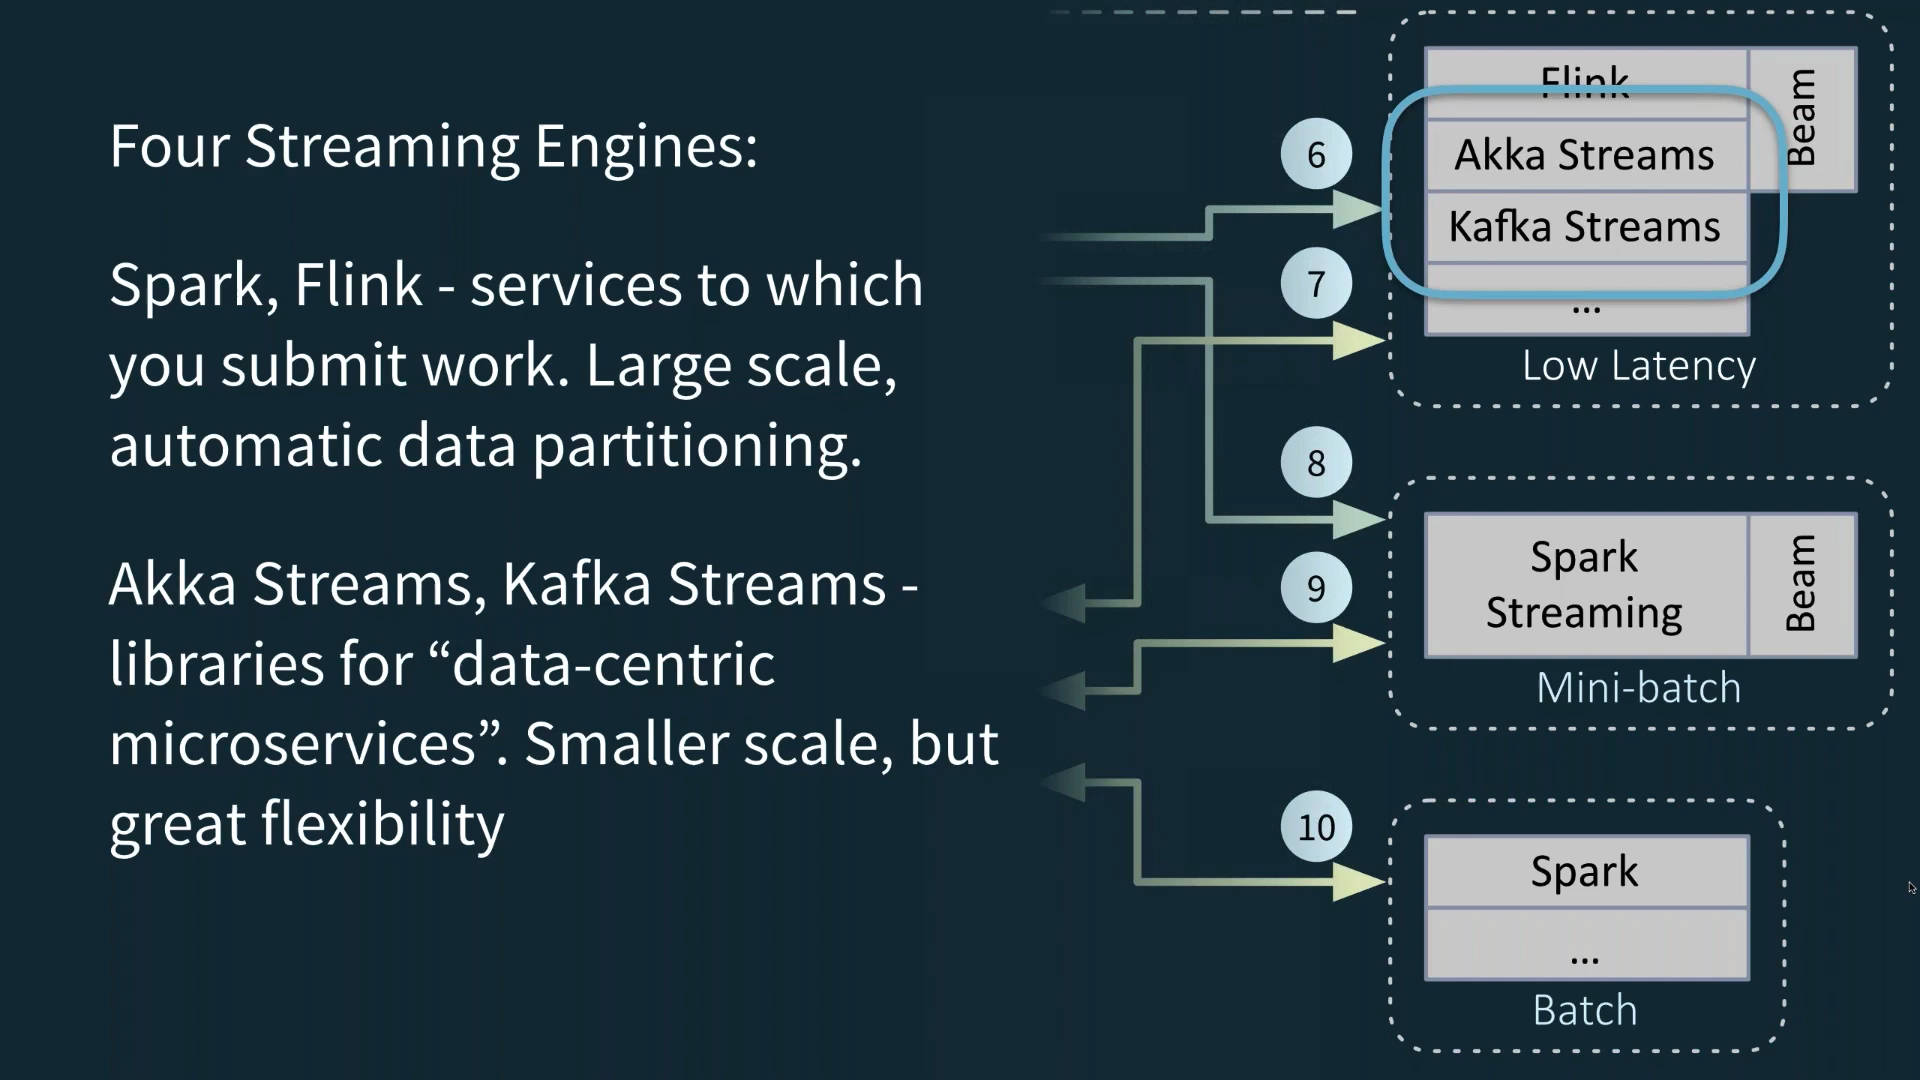 Four Streaming Engines:
Spark, Flink - services to which
you submit work. Large scale,
automatic data partitioning.
Akka Streams, Kafka Streams -
libraries for “data-centric
microservices”. Smaller scale, but
great flexibility
6
7
8
9
10
Flink
Akka Streams
Kafka Streams
...
Beam
Low Latency
Spark
Streaming
Beam
Mini-batch
Spark
...
Batch